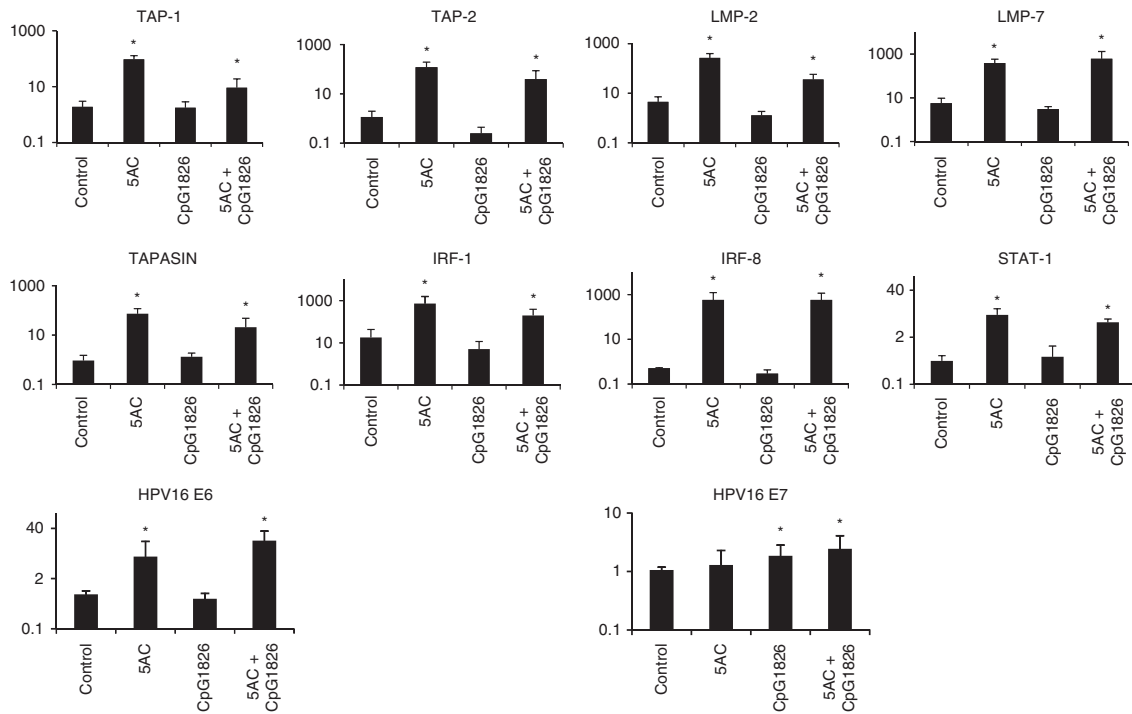 TAP-1
1000
10
0.1
*
*
Control
5AC
CpG1826
5AC +
CpG1826
TAP-2
1000
10
0.1
*
*
Control
5AC
CpG1826
5AC +
CpG1826
LMP-2
1000
10
0.1
*
*
Control
5AC
CpG1826
5AC +
CpG1826
LMP-7
1000
10
0.1
*
*
Control
5AC
CpG1826
5AC +
CpG1826
TAPASIN
1000
10
0.1
*
*
Control
5AC
CpG1826
5AC +
CpG1826
IRF-1
1000
10
0.1
*
*
Control
5AC
CpG1826
5AC +
CpG1826
IRF-8
1000
10
0.1
*
*
Control
5AC
CpG1826
5AC +
CpG1826
STAT-1
40
2
0.1
*
*
Control
5AC
CpG1826
5AC +
CpG1826
HPV16 E6
40
2
0.1
*
*
Control
5AC
CpG1826
5AC +
CpG1826
HPV16 E7
10
1
0.1
*
*
Control
5AC
CpG1826
5AC +
CpG1826